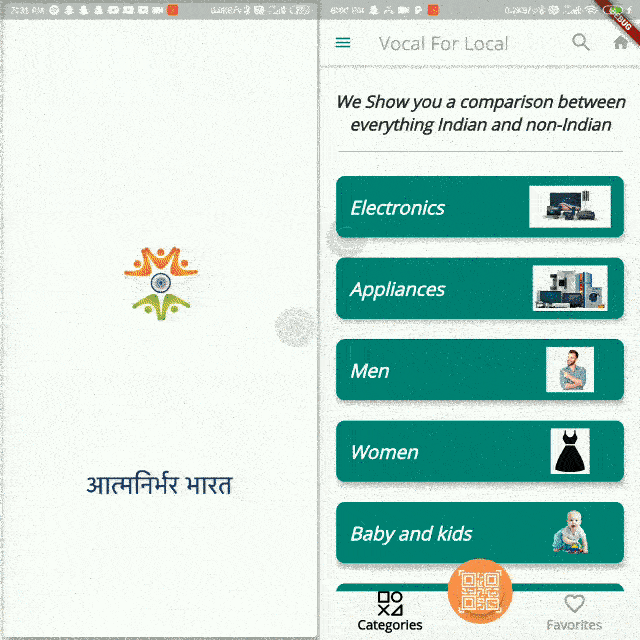 आत्मनिर्भर भारत
DEBUG
Vocal For Local
We Show you a comparison between
everything Indian and non-Indian
Electronics
Appliances
Men
Women
Baby and kids
Categories
Favorites